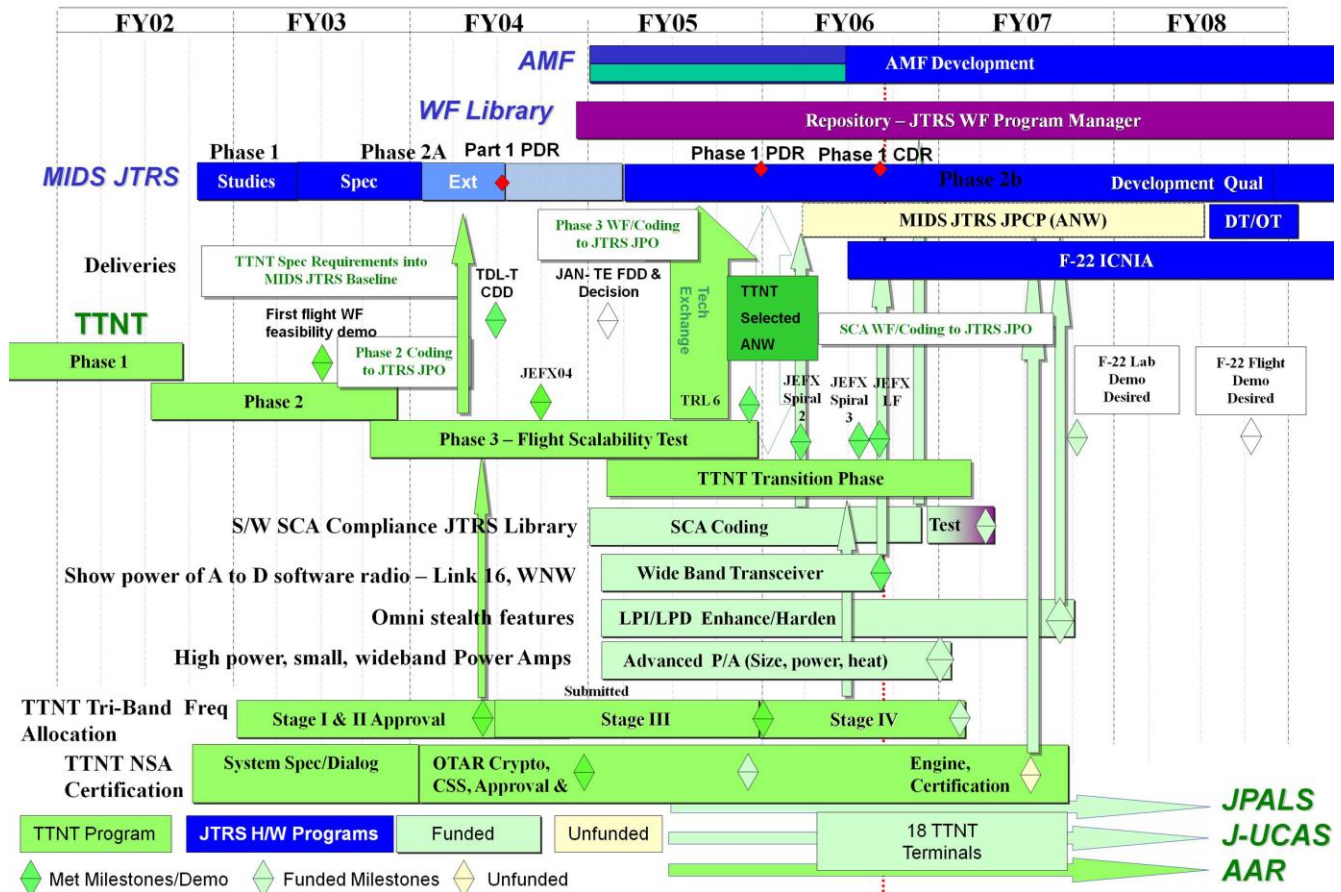 FY02 FY03 FY04 FY05 FY06 FY07 FY08
AMF
AMF Development
WF Library
Repository – JTRS WF Program Manager
Phase 1
Phase 2A
Part 1 PDR
Phase 1 PDR
Phase 1 CDR
MIDS JTRS
Studies
Spec
Ext
Phase 2b
Development Qual
MIDS JTRS JPCP (ANW)
DT/OT
Deliveries
TTNT Spec Requirements into
MIDS JTRS Baseline
TDL-T
CDD
Phase 3 WF/Coding
to JTRS JPO
JAN- TE FDD &
Decision
Tech
Exchange
F-22 ICNIA
TTNT
Selected
ANW
SCA WF/Coding to JTRS JPO
TTNT
First flight WF
feasibility demo
Phase 1
Phase 2 Coding
to JTRS JPO
JEFX04
TRL 6
JEFX
Spiral
2
JEFX
Spiral
3
JEFX
LF
F-22 Lab
Demo
Desired
F-22 Flight
Demo
Desired
Phase 2
Phase 3 – Flight Scalability Test
TTNT Transition Phase
S/W SCA Compliance JTRS Library
SCA Coding
Test
Show power of A to D software radio – Link 16, WNW
Wide Band Transceiver
Omni stealth features
LPI/LPD Enhance/Harden
High power, small, wideband Power Amps
Advanced P/A (Size, power, heat)
Submitted
TTNT Tri-Band Freq
Allocation
Stage I & II Approval
Stage III
Stage IV
TTNT NSA
Certification
System Spec/Dialog
OTAR Crypto,
CSS, Approval &
Engine,
Certification
JPALS
J-UCAS
AAR
18 TTNT
Terminals
TTNT Program
JTRS H/W Programs
Funded
Unfunded
Met Milestones/Demo
Funded Milestones
Unfunded